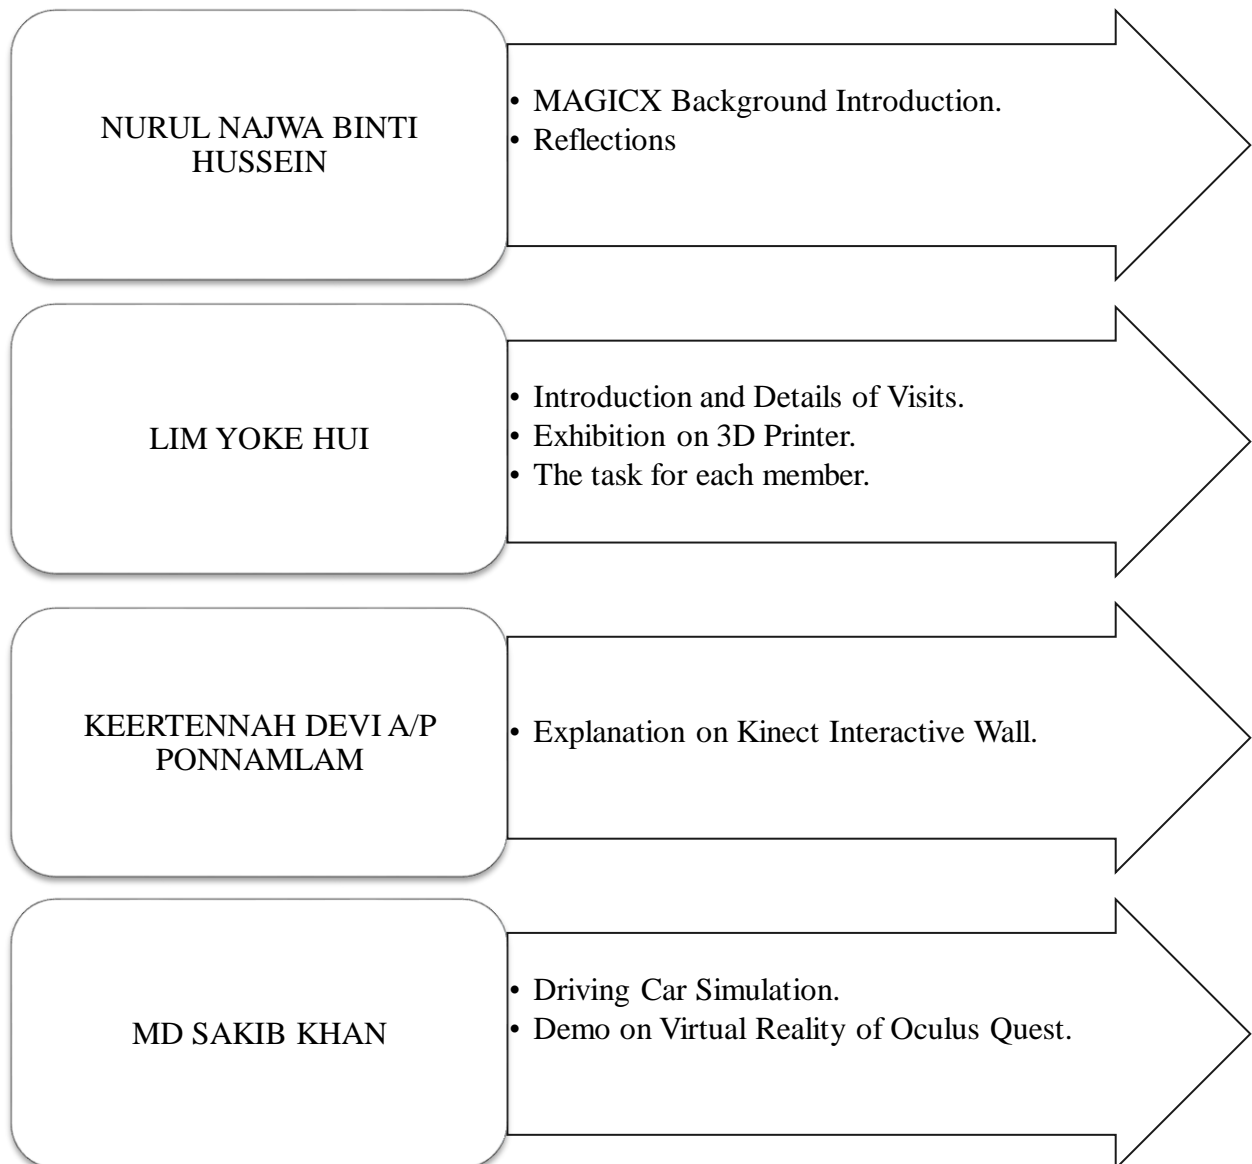 NURUL NAJWA BINTI
HUSSEIN
• MAGICX Background Introduction.
• Reflections
LIM YOKE HUI
• Introduction and Details of Visits.
• Exhibition on 3D Printer.
• The task for each member.
KEERTENNAH DEVI A/P
PONNAMLAM
• Explanation on Kinect Interactive Wall.
MD SAKIB KHAN
• Driving Car Simulation.
• Demo on Virtual Reality of Oculus Quest.